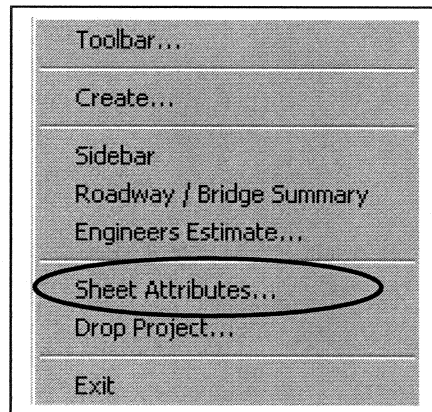 Toolbar...
Create...
Sidebar
Roadway / Bridge Summary
Engineers Estimate...
Sheet Attributes...
Drop Project...
Exit